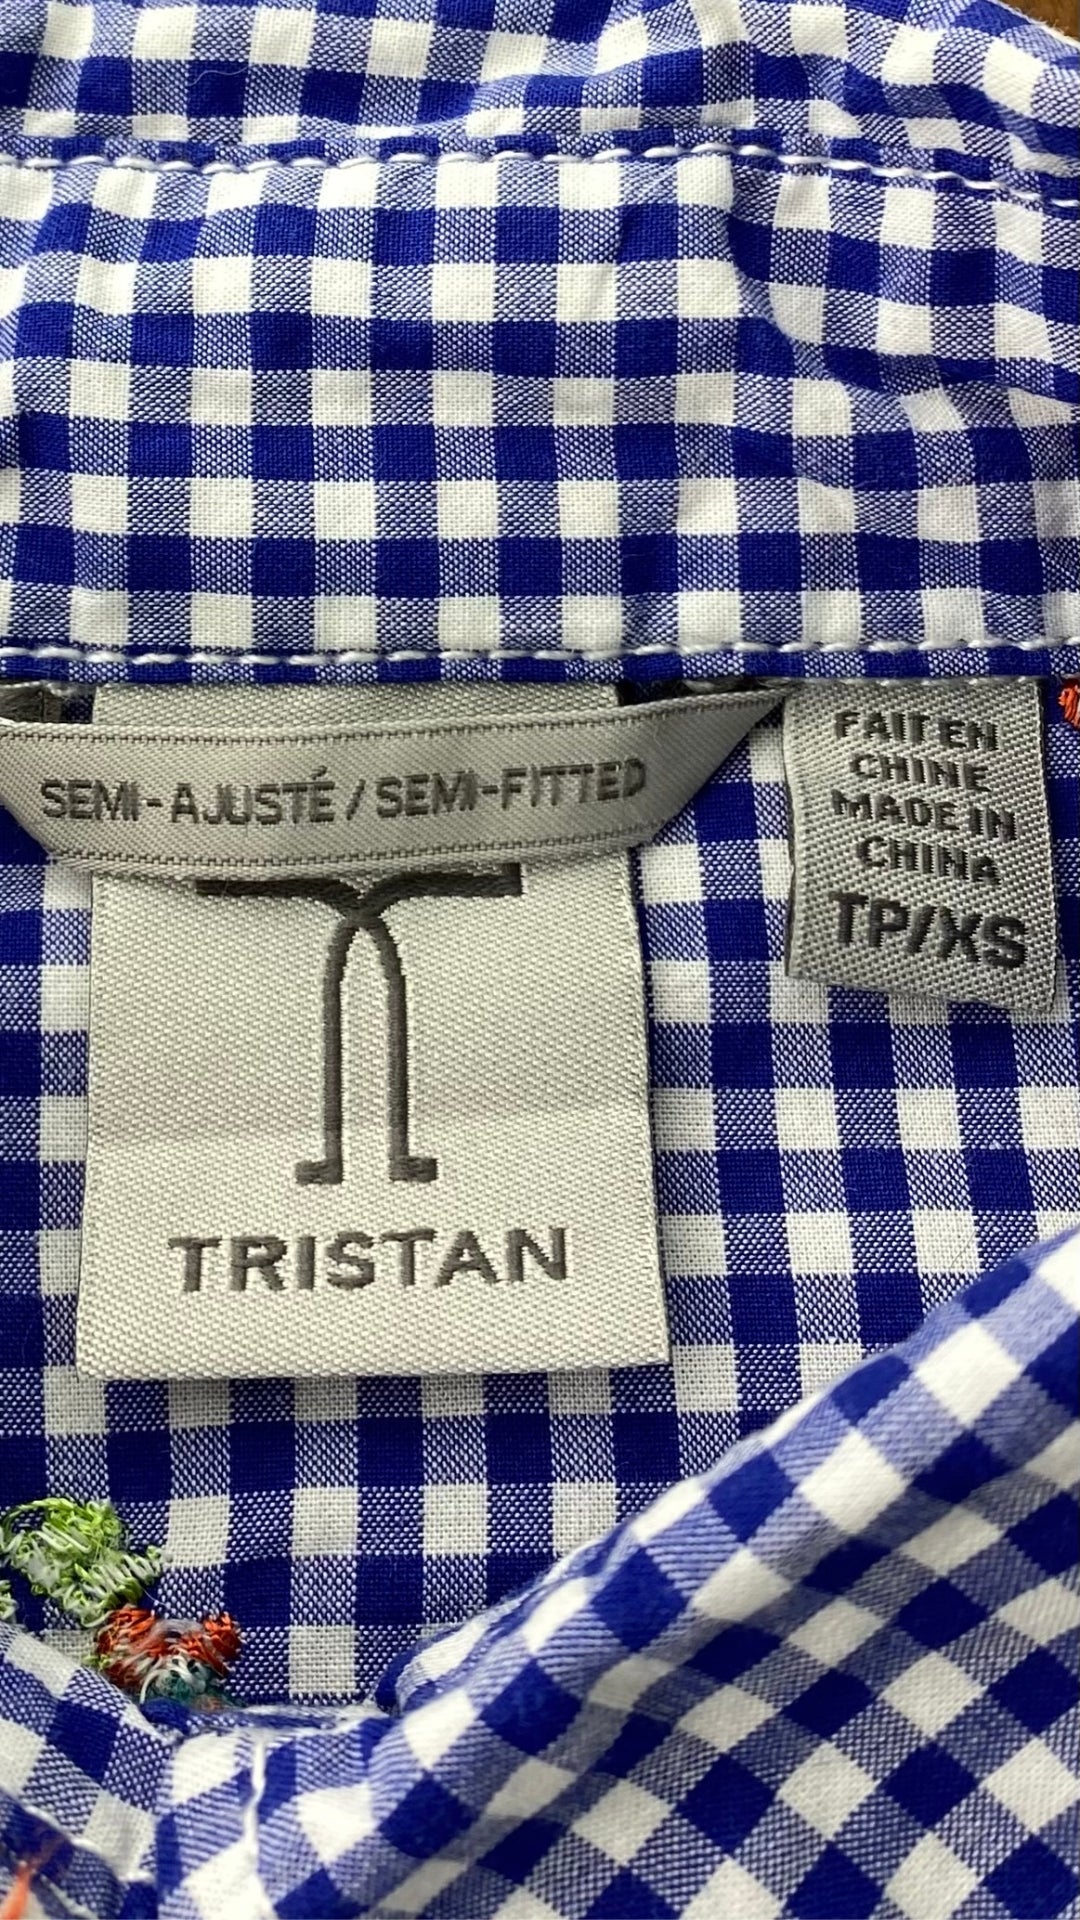 SEMI-AJUSTÉ / SEMI-FITTED
TRISTAN
FAIT EN
CHINE
MADE IN
CHINA
TP/XS